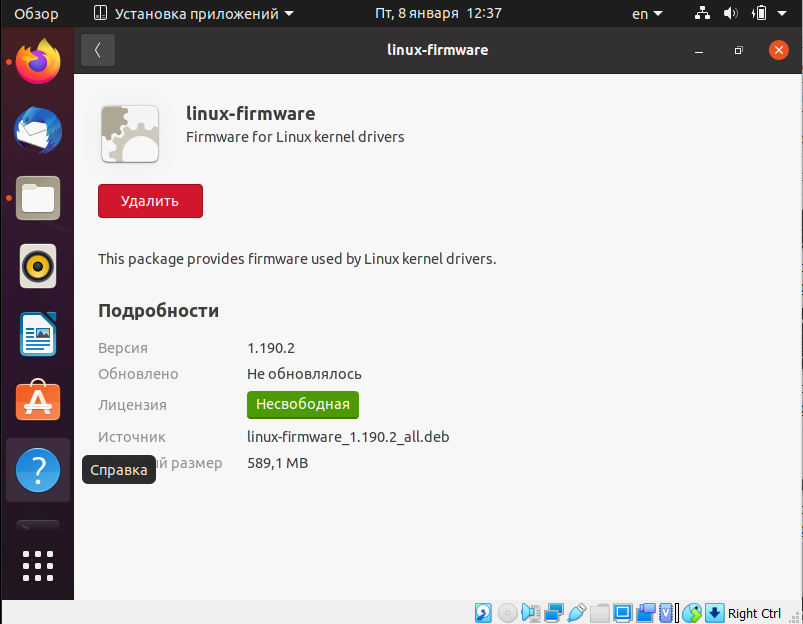 Обзор Установка приложений Пт, 8 января 12:37 en
linux-firmware
linux-firmware
Firmware for Linux kernel drivers
Удалить
This package provides firmware used by Linux kernel drivers.
Подробности
Версия 1.190.2
Обновлено Не обновлялось
Лицензия Несвободная
Источник linux-firmware_1.190.2_all.deb
размер 589,1 MB
Справка
Right Ctrl